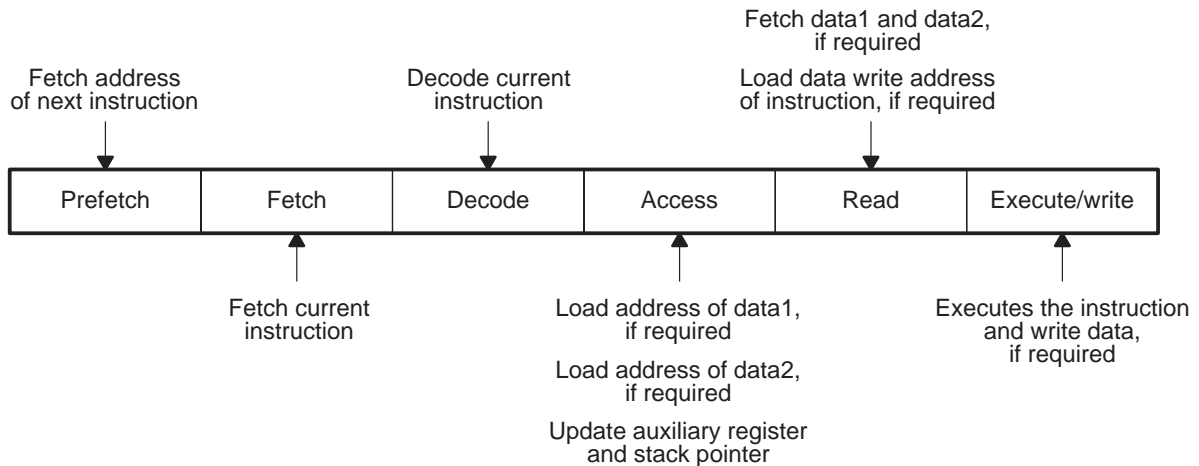 Fetch data1 and data2,
if required
Fetch address
of next instruction
Decode current
instruction
Load data write address
of instruction, if required
Prefetch
Fetch
Decode
Access
Read
Execute/write
Fetch current
instruction
Load address of data1,
if required
Load address of data2,
if required
Update auxiliary register
and stack pointer
Executes the instruction
and write data,
if required